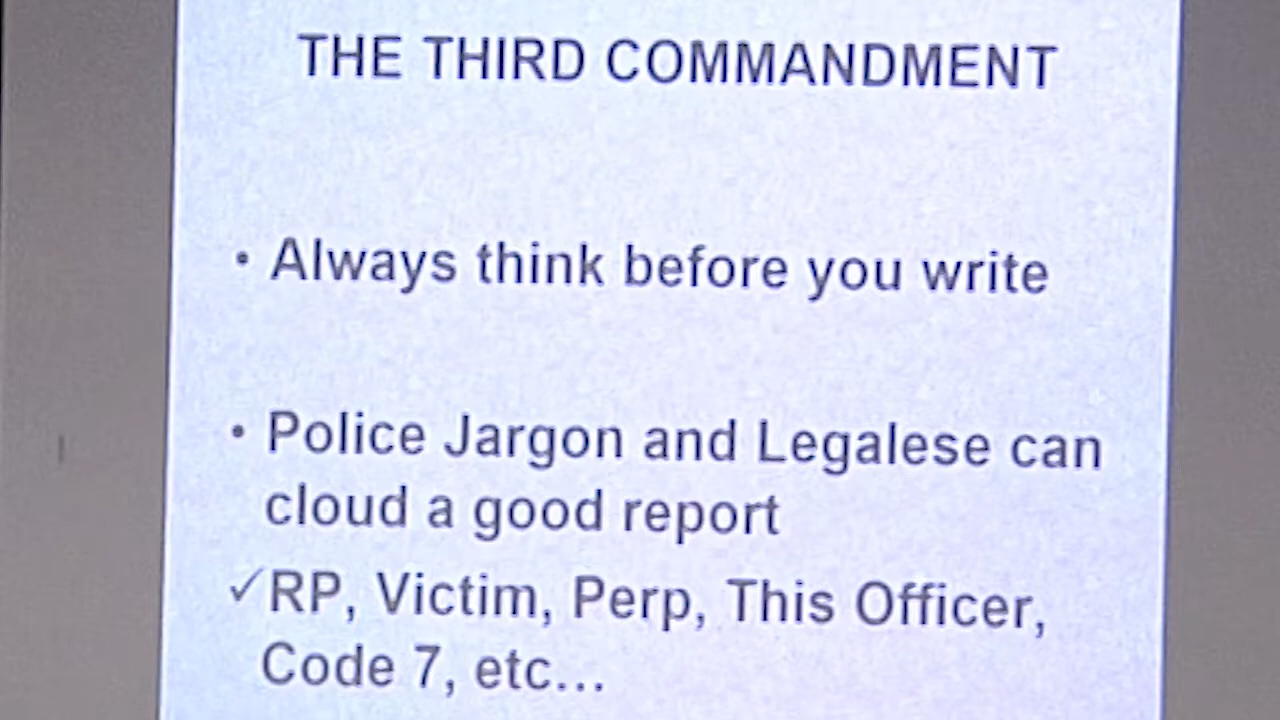 THE THIRD COMMANDMENT
• Always think before you write
• Police Jargon and Legalese can
cloud a good report
✓RP, Victim, Perp, This Officer,
Code 7, etc...